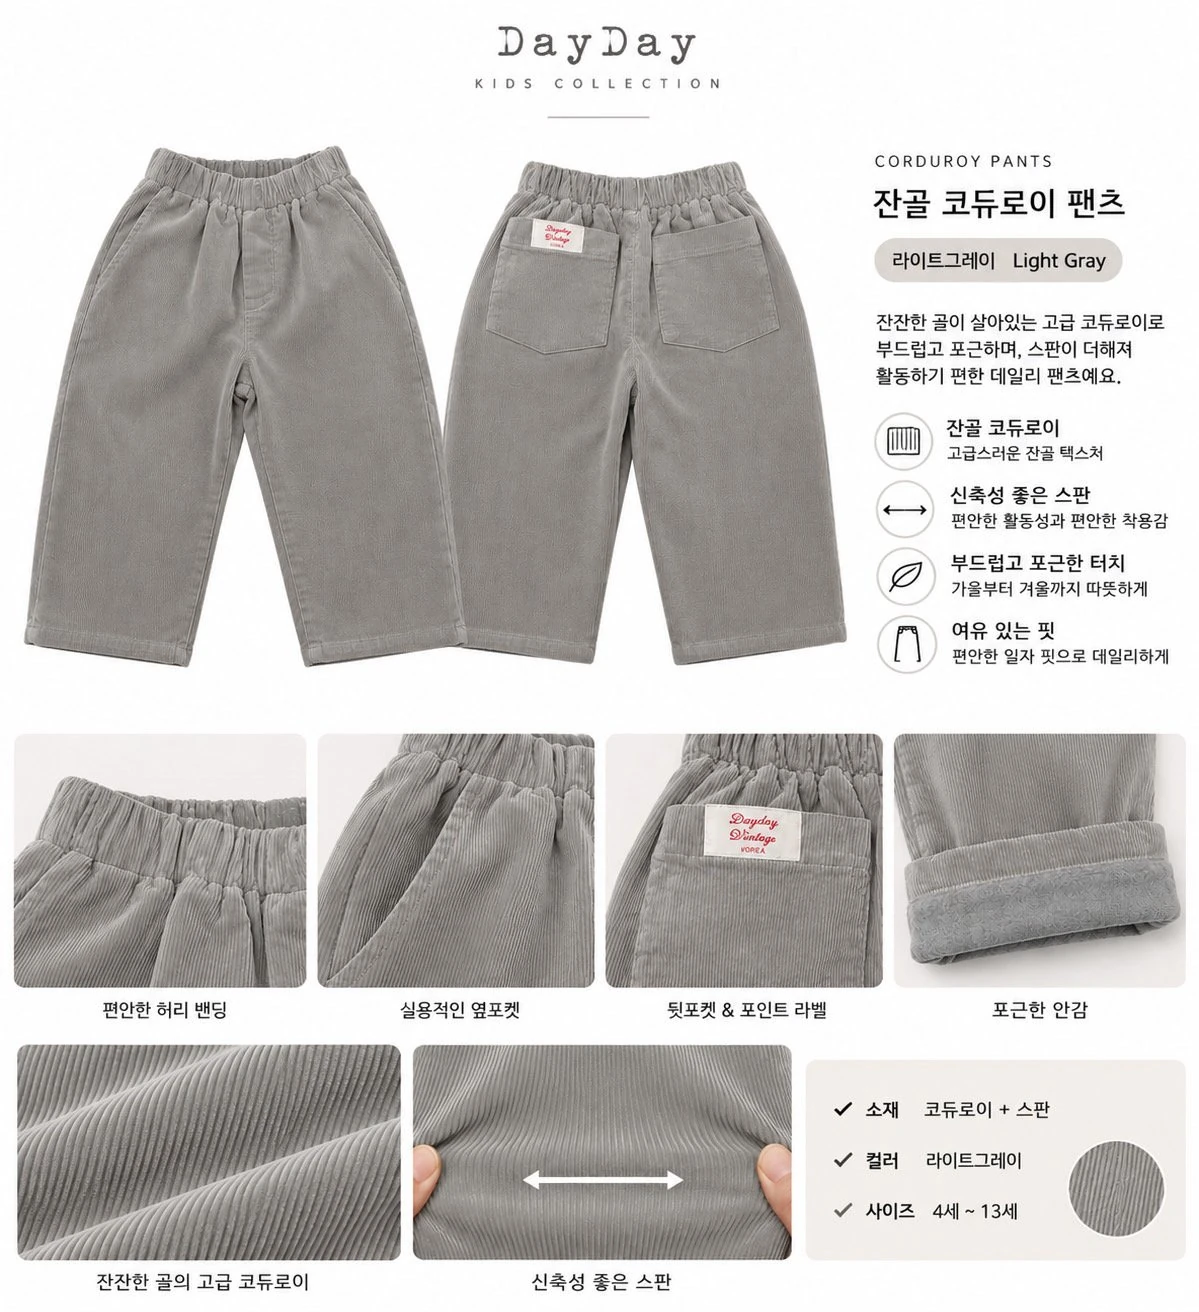 DayDay
KIDS COLLECTION
CORDUROY PANTS
잔골 코듀로이 팬츠
라이트그레이 Light Gray
잔잔한 골이 살아있는 고급 코듀로이로
부드럽고 포근하며, 스판이 더해져
활동하기 편한 데일리 팬츠예요.
잔골 코듀로이
고급스러운 잔골 텍스처
신축성 좋은 스판
편안한 활동성과 편안한 착용감
부드럽고 포근한 터치
가을부터 겨울까지 따뜻하게
여유 있는 핏
편안한 일자 핏으로 데일리하게
Dayday
Vintage
Dayday
Vintage
편안한 허리 밴딩
실용적인 옆포켓
뒷포켓 & 포인트 라벨
포근한 안감
잔잔한 골의 고급 코듀로이
신축성 좋은 스판
소재 코듀로이 + 스판
컬러 라이트그레이
사이즈 4세 ~ 13세